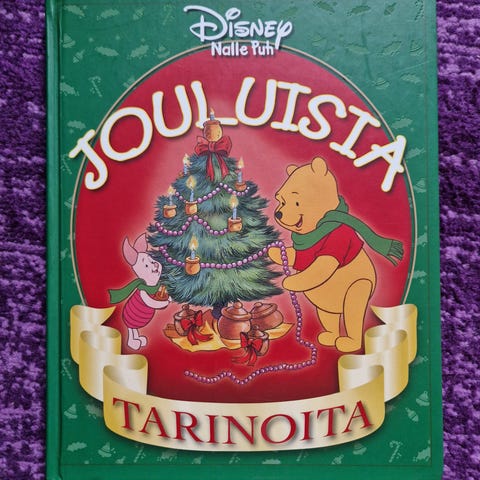 Disney
Nalle Puh
JOULUISIA
TARINOITA